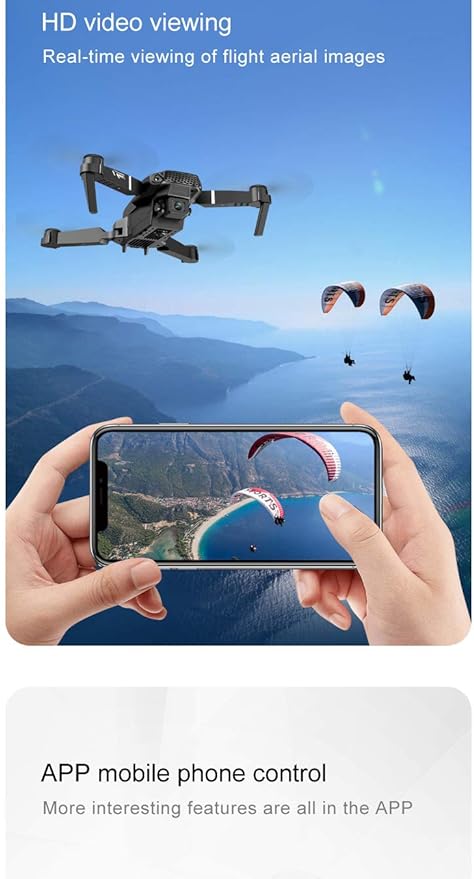 HD video viewing
Real-time viewing of flight aerial images
APP mobile phone control
More interesting features are all in the APP